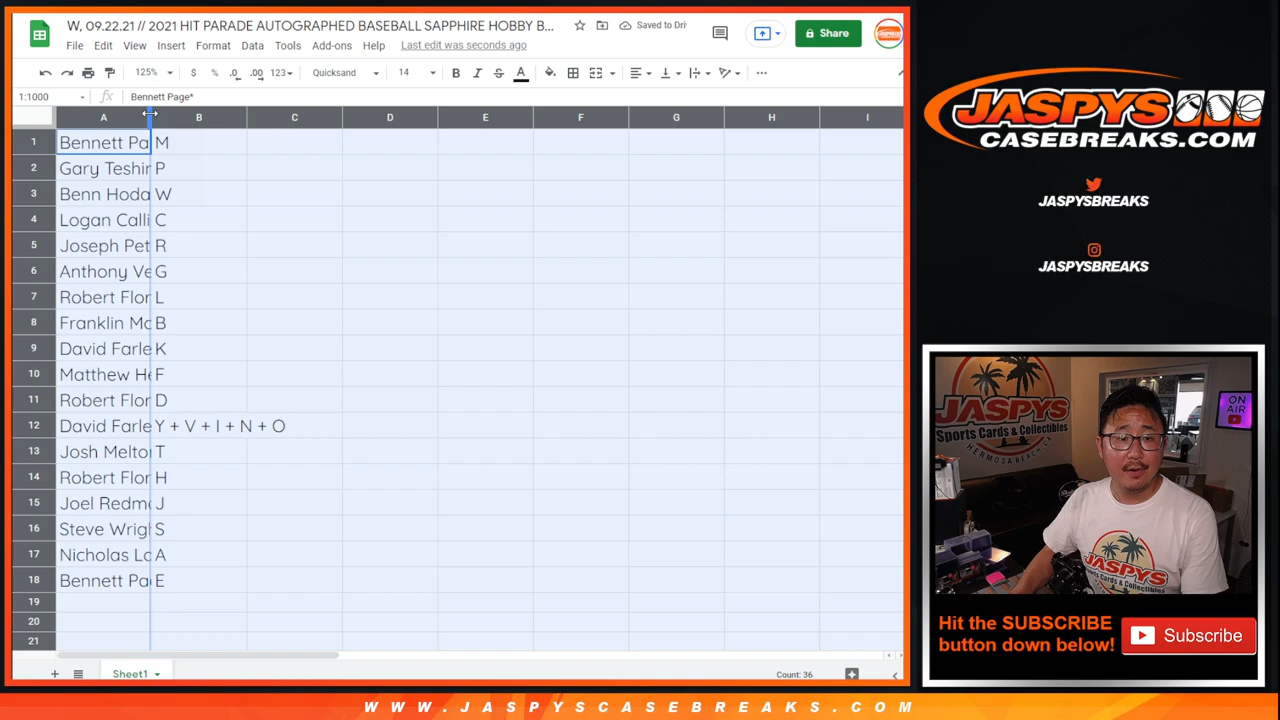 W, 09.22.21 // 2021 HIT PARADE AUTOGRAPHED BASEBALL SAPPHIRE HOBBY B...
Saved to Dri
Share
File Edit View Insert Format Data Tools Add-ons Help Last edit was seconds ago
125% $ % .0 .00 123 Quicksand 14 B I S A
1:1000 fx Bennett Page*
A B C D E F G H I
1 Bennett Pa M
2 Gary Teshir P
3 Benn Hoda W
4 Logan Calli C
5 Joseph Pet R
6 Anthony Ve G
7 Robert Flor L
8 Franklin Mc B
9 David Farle K
10 Matthew He F
11 Robert Flor D
12 David Farle Y + V + I + N + O
13 Josh Melto T
14 Robert Flor H
15 Joel Redm J
16 Steve Wrig S
17 Nicholas Lo A
18 Bennett Pa E
19
20
21
Sheet1
Count: 36
JASPYS
CASEBREAKS.COM
JASPYSBREAKS
JASPYSBREAKS
JASPYS
Sports Cards & Collectibles
HERMOSA BEACH, CA
ON
AIR
JASPYS
Sports Cards & Collectibles
Hit the SUBSCRIBE
button down below!
Subscribe
WWW.JASPYSCASEBREAKS.COM